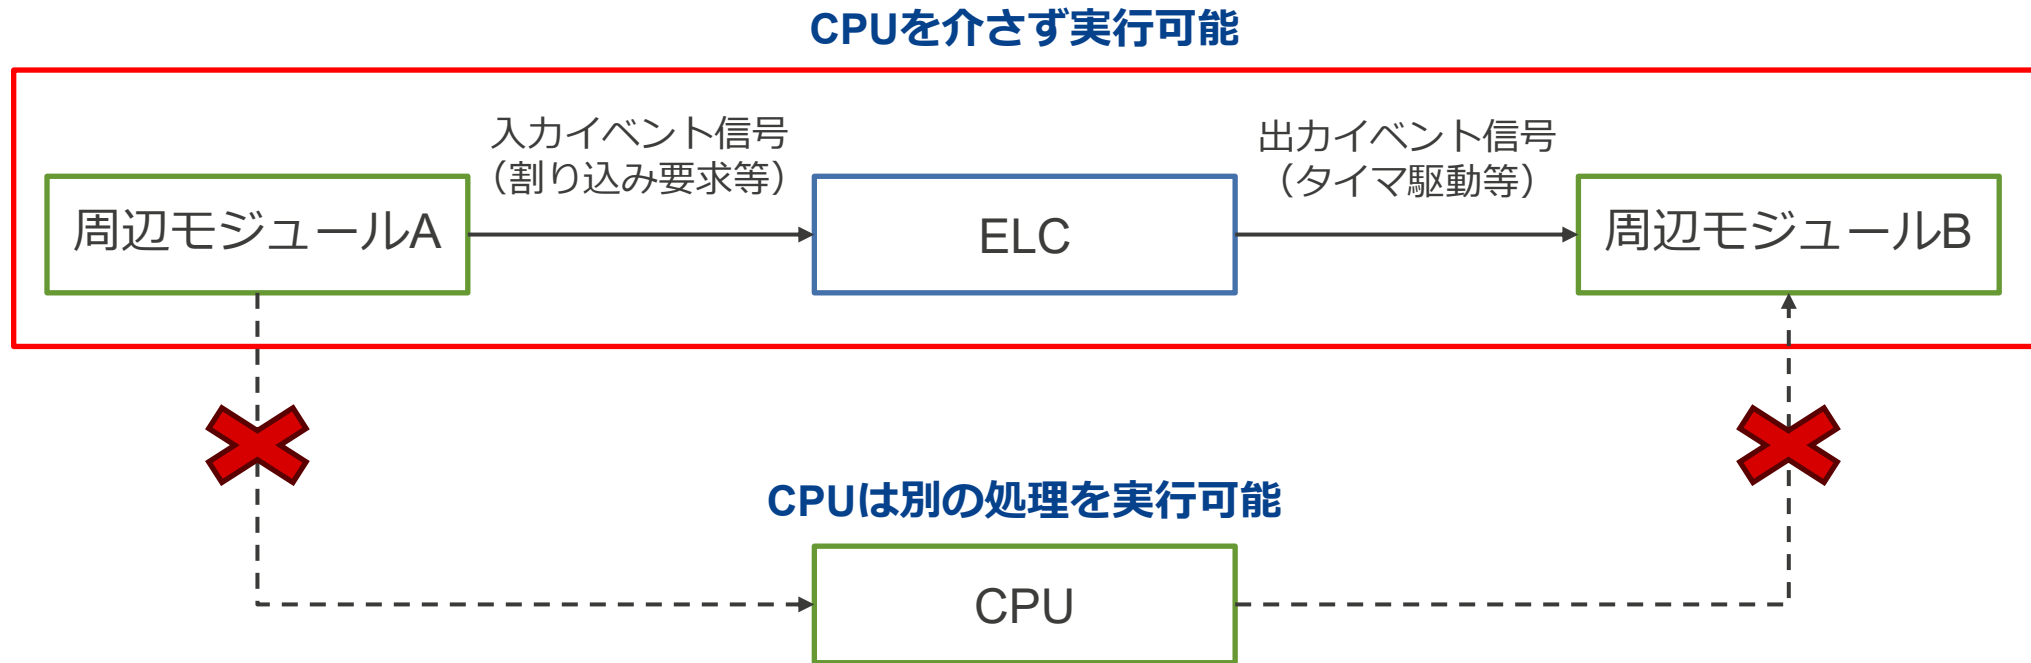 CPUを介さず実行可能
入力イベント信号
（割り込み要求等）
出力イベント信号
（タイマ駆動等）
周辺モジュールA
ELC
周辺モジュールB
CPUは別の処理を実行可能
CPU